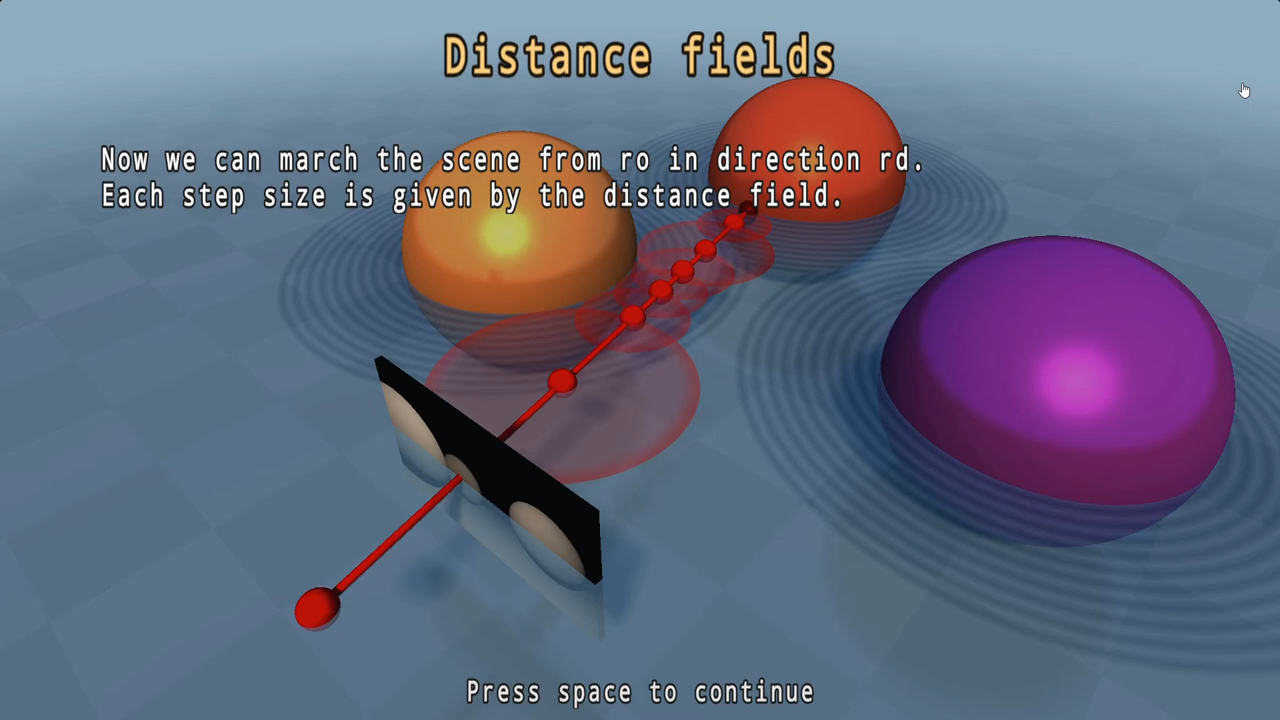 Distance fields
Now we can march the scene from ro in direction rd.
Each step size is given by the distance field.
Press space to continue